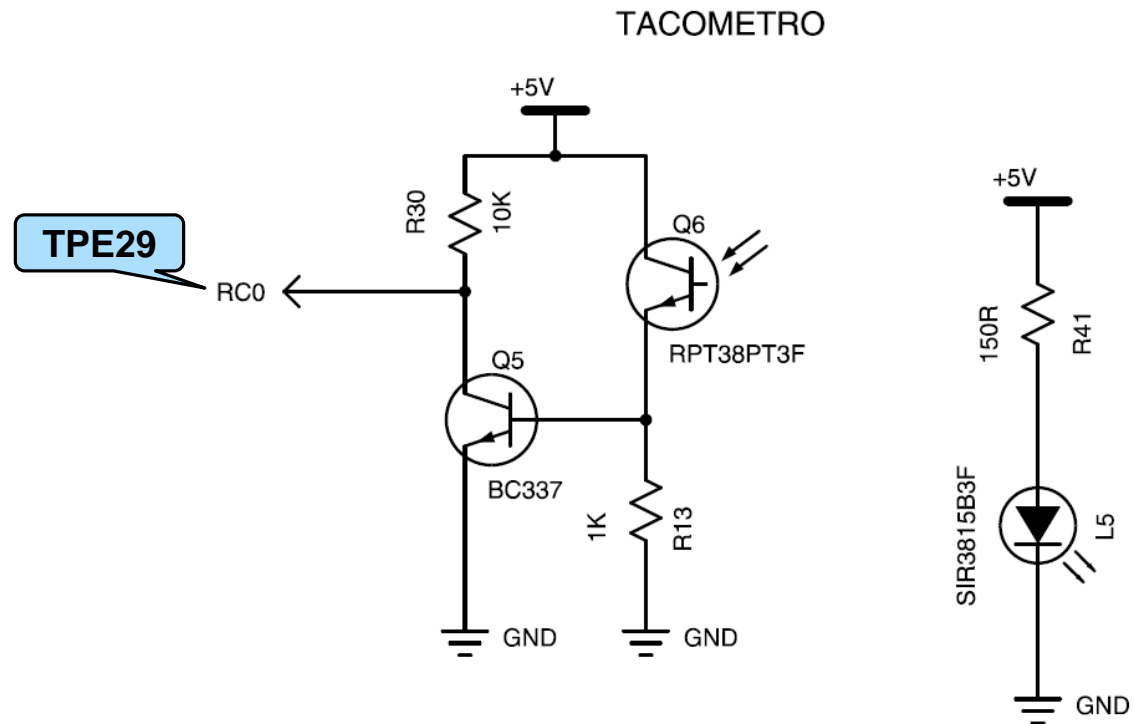 TACOMETRO
+5V
R30
10K
Q6
+5V
TPE29
RC0
RPT38PT3F
150R
R41
Q5
BC337
1K
R13
SIR3815B3F
L5
GND
GND
GND